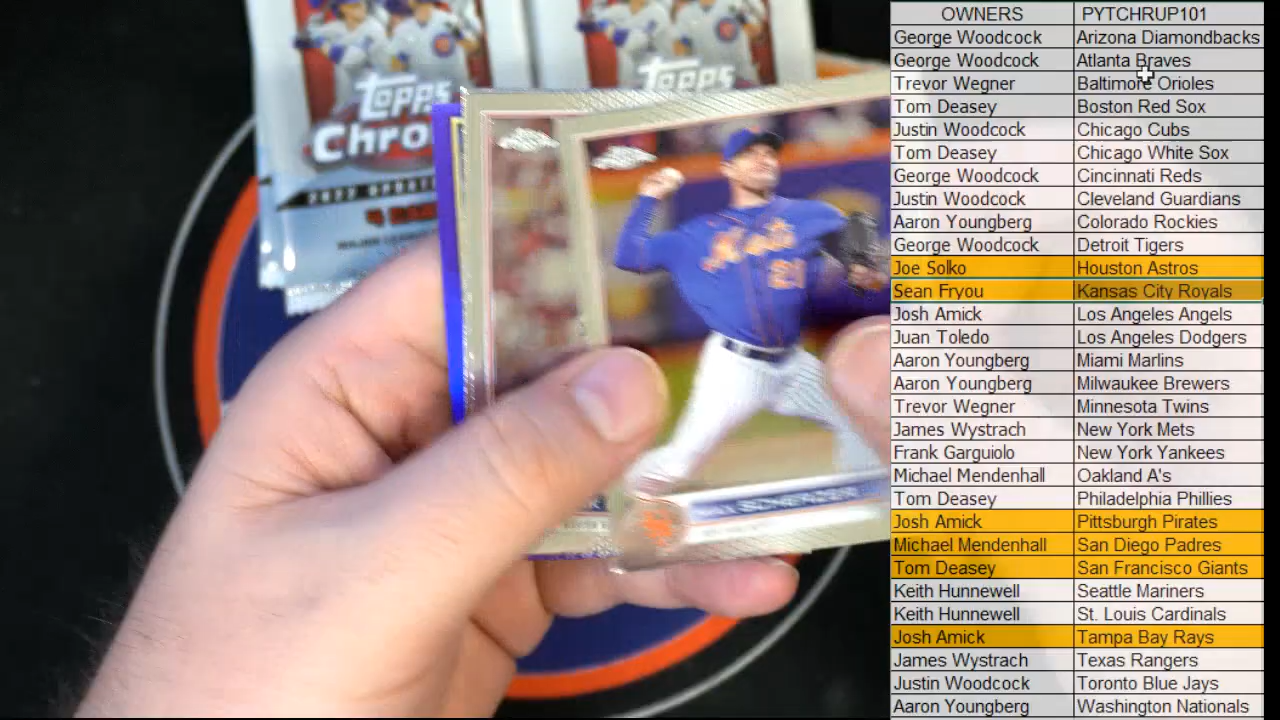 Topps
Chro
2022 UPDATE
4
Topps
Mets
21
SCHERZER
OWNERS PYTCHRUP101
George Woodcock Arizona Diamondbacks
George Woodcock Atlanta Braves
Trevor Wegner Baltimore Orioles
Tom Deasey Boston Red Sox
Justin Woodcock Chicago Cubs
Tom Deasey Chicago White Sox
George Woodcock Cincinnati Reds
Justin Woodcock Cleveland Guardians
Aaron Youngberg Colorado Rockies
George Woodcock Detroit Tigers
Joe Solko Houston Astros
Sean Fryou Kansas City Royals
Josh Amick Los Angeles Angels
Juan Toledo Los Angeles Dodgers
Aaron Youngberg Miami Marlins
Aaron Youngberg Milwaukee Brewers
Trevor Wegner Minnesota Twins
James Wystrach New York Mets
Frank Garguiolo New York Yankees
Michael Mendenhall Oakland A's
Tom Deasey Philadelphia Phillies
Josh Amick Pittsburgh Pirates
Michael Mendenhall San Diego Padres
Tom Deasey San Francisco Giants
Keith Hunnewell Seattle Mariners
Keith Hunnewell St. Louis Cardinals
Josh Amick Tampa Bay Rays
James Wystrach Texas Rangers
Justin Woodcock Toronto Blue Jays
Aaron Youngberg Washington Nationals